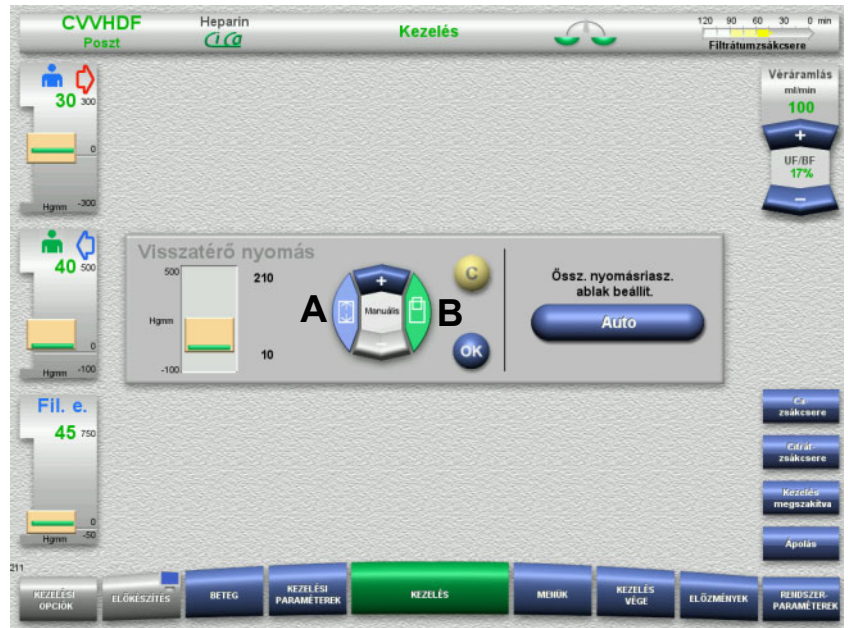 CVVHDF
Poszt
Heparin
CiCa
Kezelés
120 90 60 30 0 min
Filtrátumzsákcsere
30
300
0
Hgmm
-300
Véráramlás
ml/min
100
+
UF/BF
17%
−
40
500
0
Hgmm
-100
Visszatérő nyomás
500
210
Hgmm
10
-100
A
+
Manuális
−
B
C
OK
Össz. nyomásriasz.
ablak beállít.
Auto
Fil. e.
45
750
0
Hgmm
-50
Ca-
zsákcsere
Citrát-
zsákcsere
Kezelés
megszakítva
Ápolás
211
KEZELÉSI
OPCIÓK
ELŐKÉSZÍTÉS
BETEG
KEZELÉSI
PARAMÉTEREK
KEZELÉS
MENÜK
KEZELÉS
VÉGE
ELŐZMÉNYEK
RENDSZER-
PARAMÉTEREK